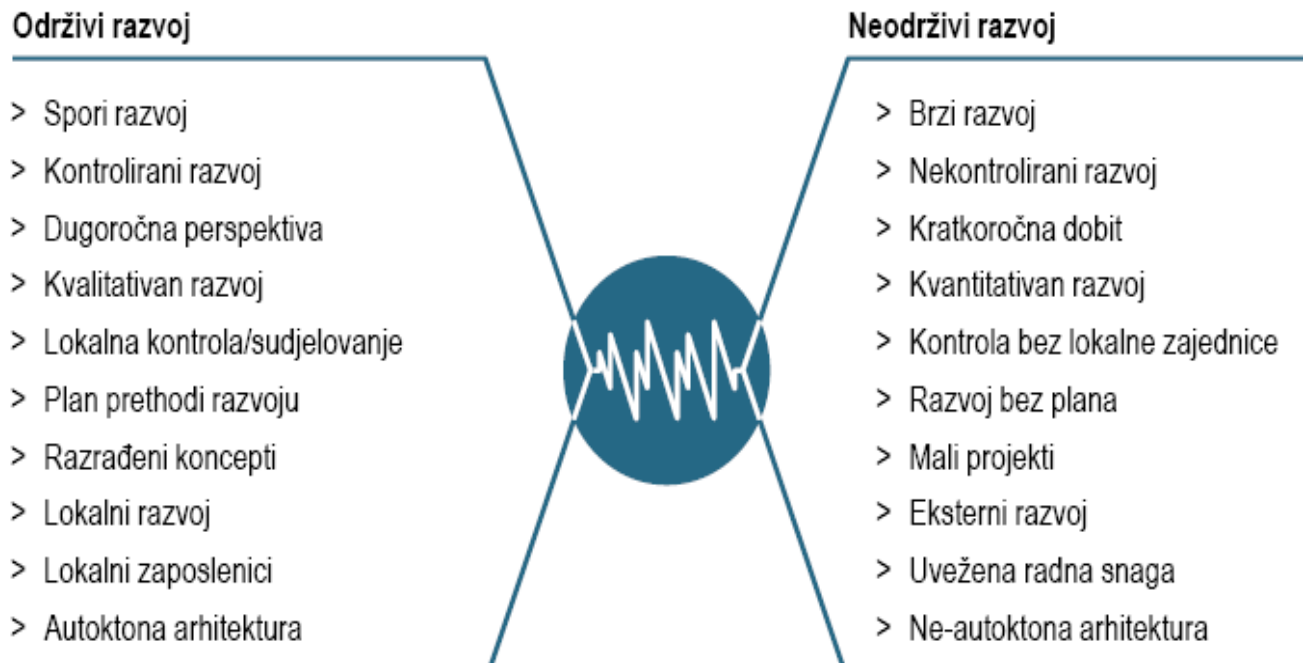 Održivi razvoj
> Spori razvoj
> Kontrolirani razvoj
> Dugoročna perspektiva
> Kvalitativan razvoj
> Lokalna kontrola/sudjelovanje
> Plan prethodi razvoju
> Razrađeni koncepti
> Lokalni razvoj
> Lokalni zaposlenici
> Autoktona arhitektura
Neodrživi razvoj
> Brzi razvoj
> Nekontrolirani razvoj
> Kratkoročna dobit
> Kvantitativan razvoj
> Kontrola bez lokalne zajednice
> Razvoj bez plana
> Mali projekti
> Eksterni razvoj
> Uvežena radna snaga
> Ne-autoktona arhitektura